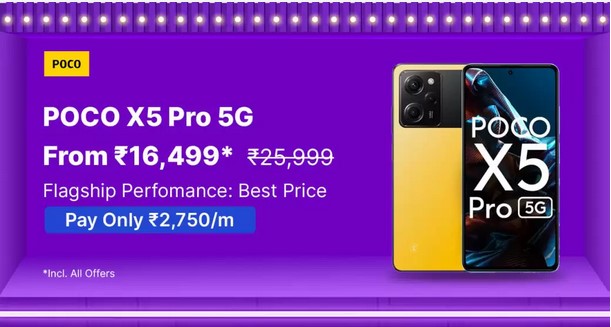 POCO
POCO X5 Pro 5G
From ₹16,499* ₹25,999
Flagship Perfomance: Best Price
Pay Only ₹2,750/m
*Incl. All Offers
POCO
X5
Pro 5G